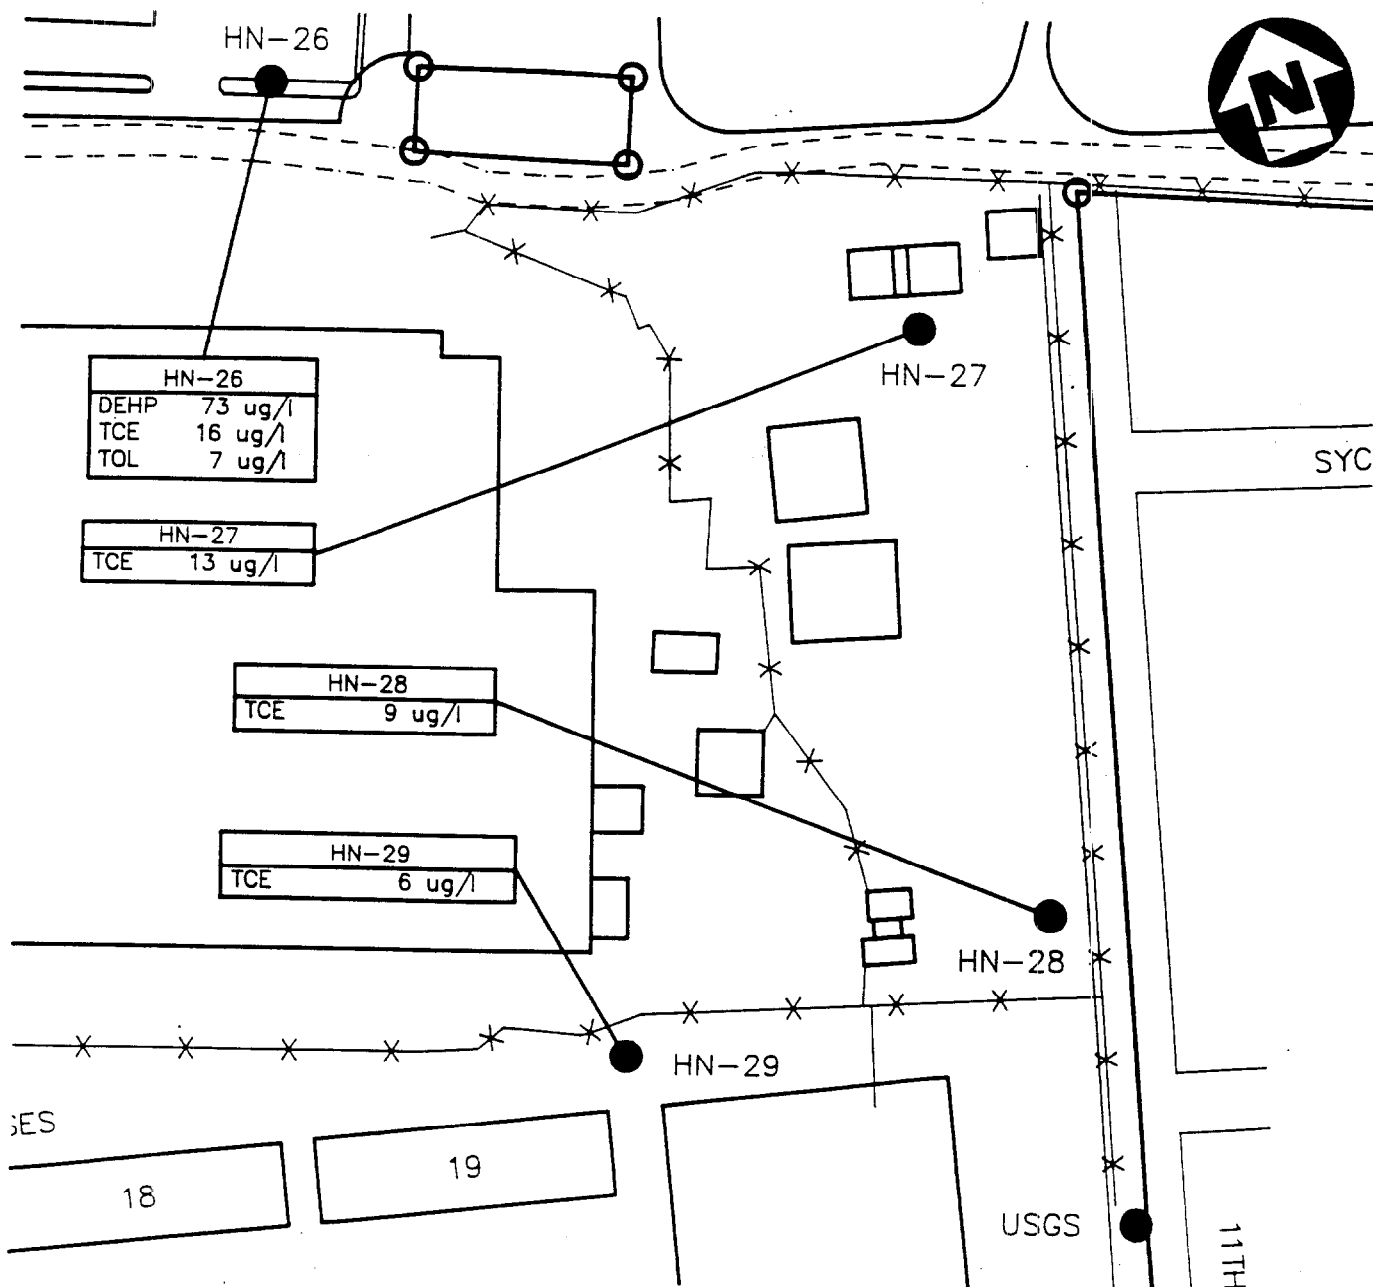 HN-26
N
HN-26
DEHP 73 ug/l
TCE 16 ug/l
TOL 7 ug/l
HN-27
SYC
HN-27
TCE 13 ug/l
HN-28
TCE 9 ug/l
HN-29
TCE 6 ug/l
HN-28
HN-29
SES
19
18
USGS
11TH